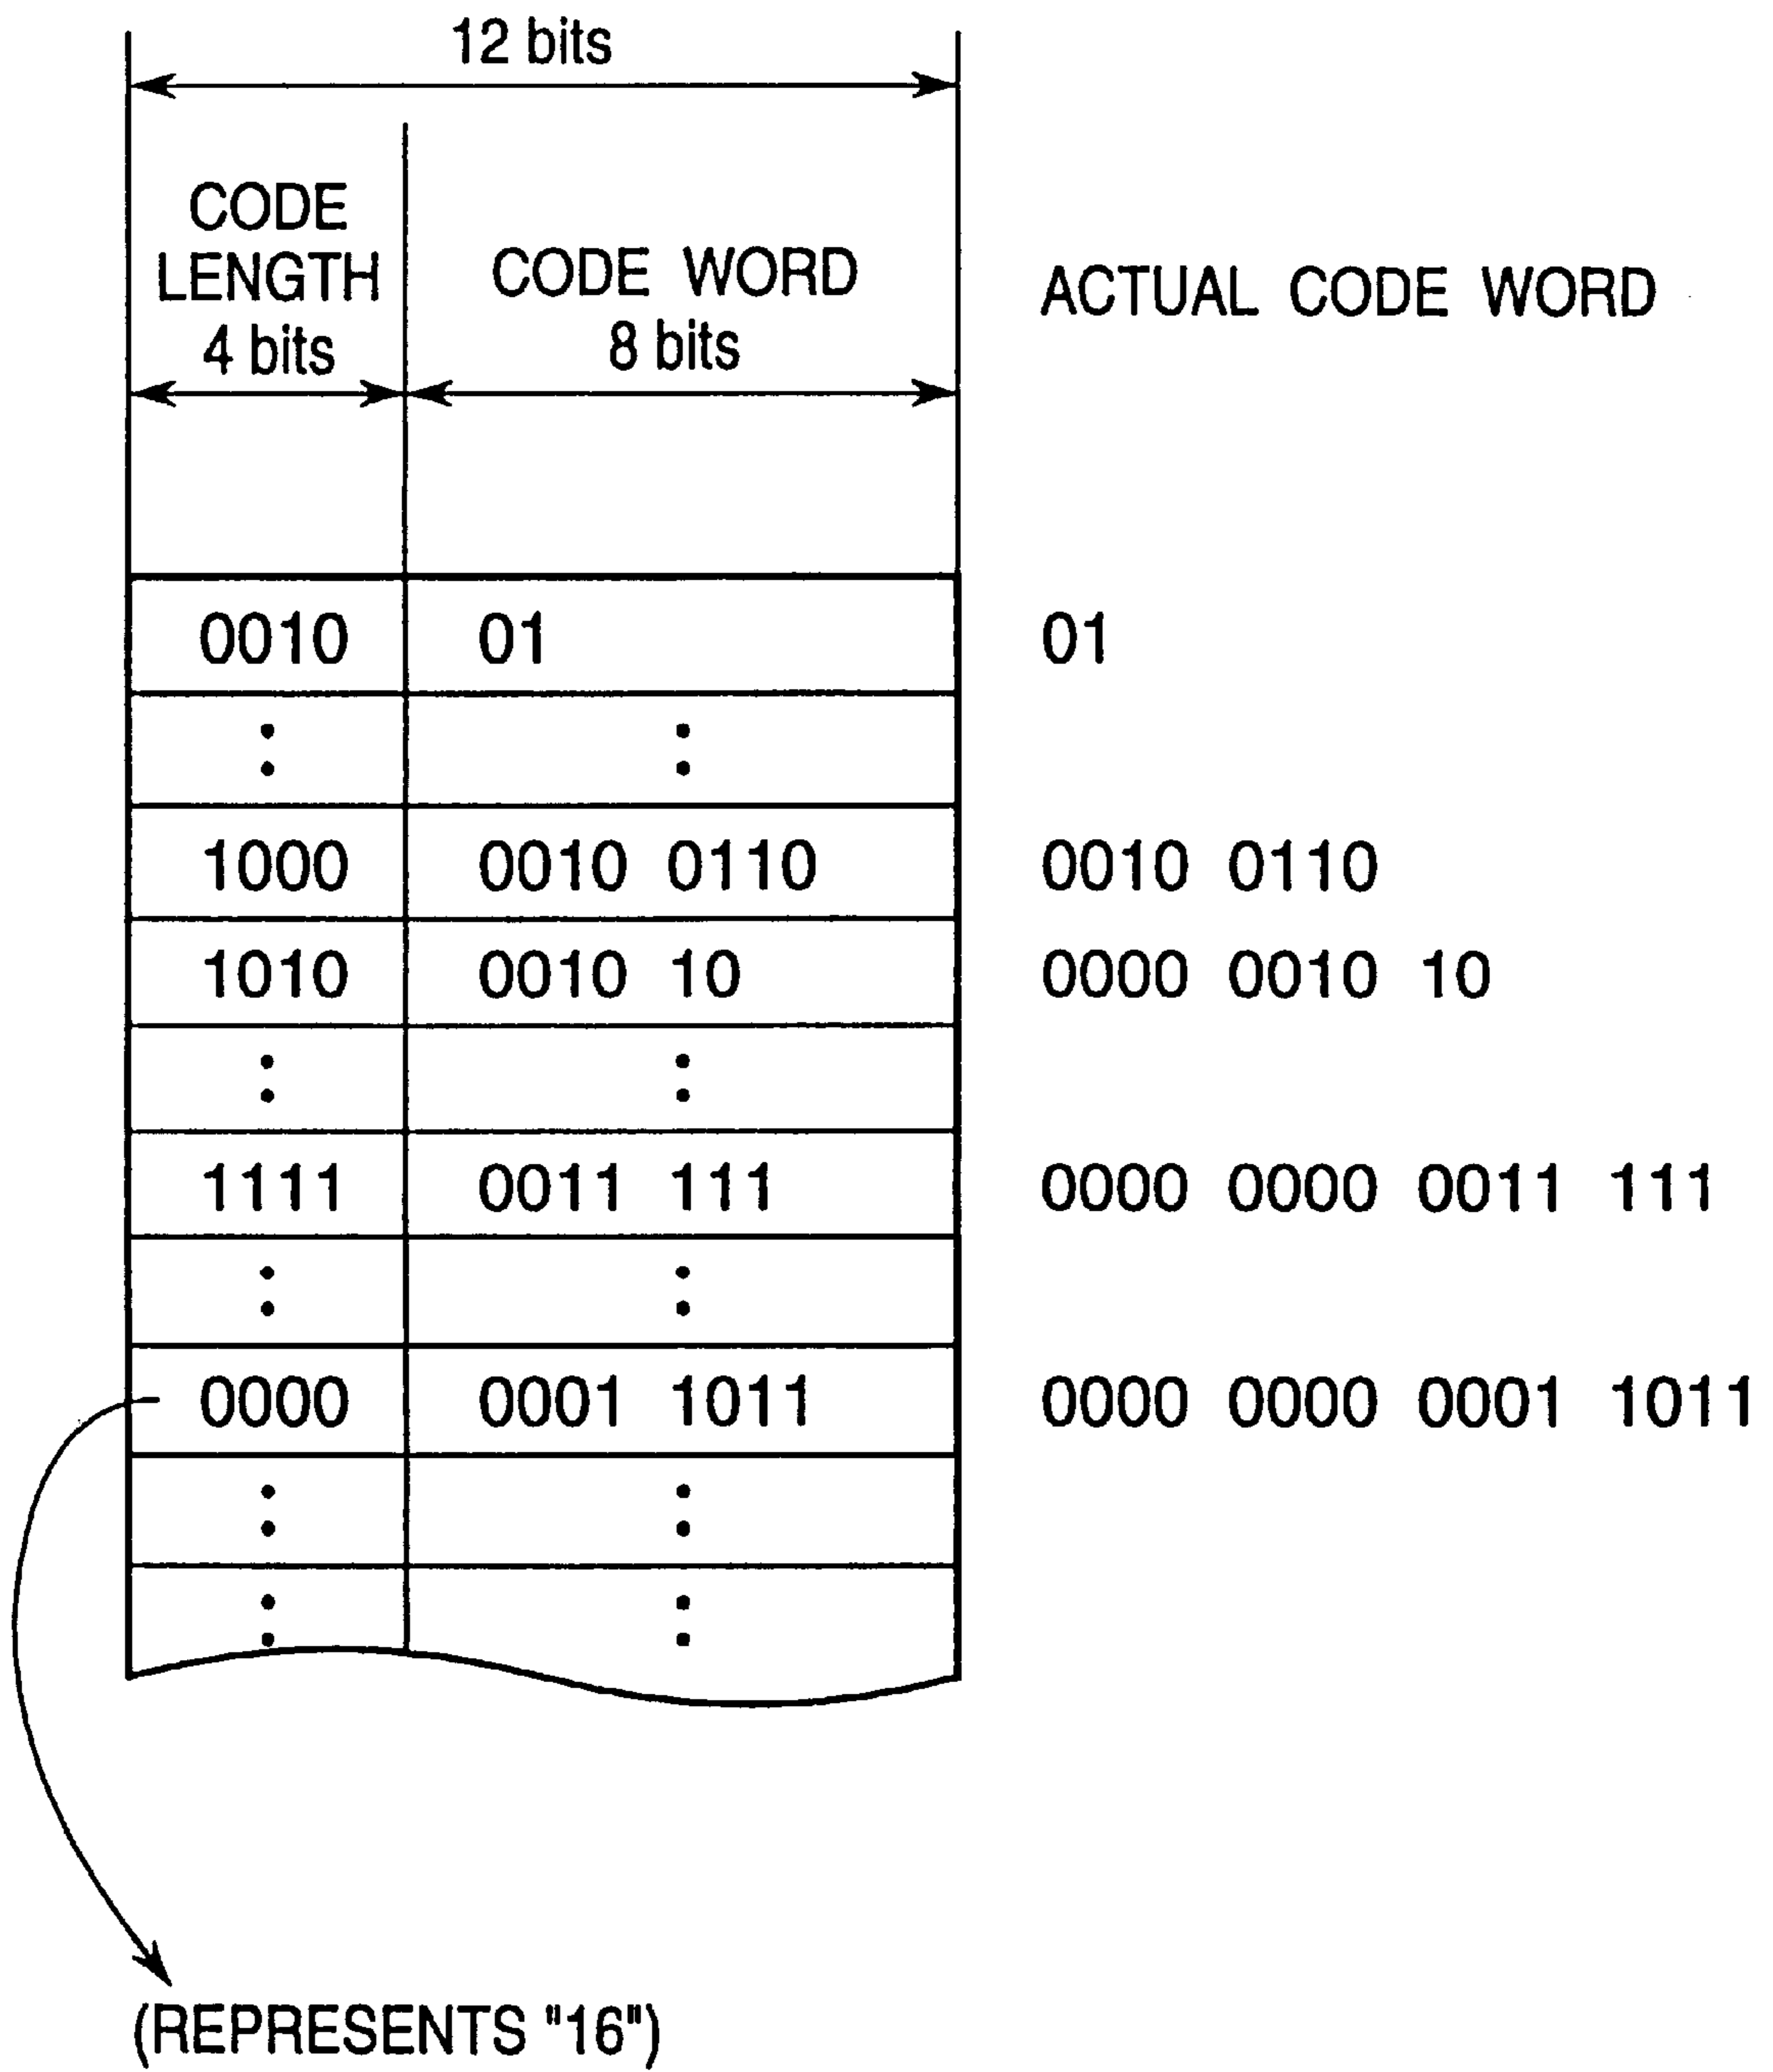 12 bits
CODE
LENGTH
4 bits
CODE WORD
8 bits
ACTUAL CODE WORD
0010 01 01
: :
1000 0010 0110 0010 0110
1010 0010 10 0000 0010 10
: :
1111 0011 111 0000 0000 0011 111
: :
0000 0001 1011 0000 0000 0001 1011
: :
: :
(REPRESENTS "16")